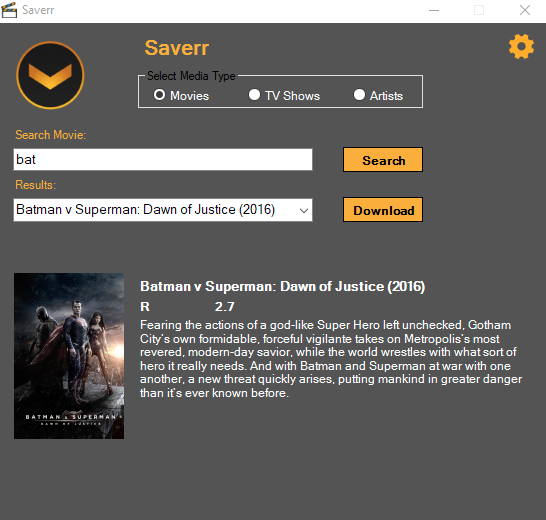 Saverr
Saverr
Select Media Type
Movies
TV Shows
Artists
Search Movie:
bat
Search
Results:
Batman v Superman: Dawn of Justice (2016)
Download
Batman v Superman: Dawn of Justice (2016)
R 2.7
Fearing the actions of a god-like Super Hero left unchecked, Gotham
City's own formidable, forceful vigilante takes on Metropolis's most
revered, modern-day savior, while the world wrestles with what sort of
hero it really needs. And with Batman and Superman at war with one
another, a new threat quickly arises, putting mankind in greater danger
than it's ever known before.
BATMAN v SUPERMAN
DAWN OF JUSTICE